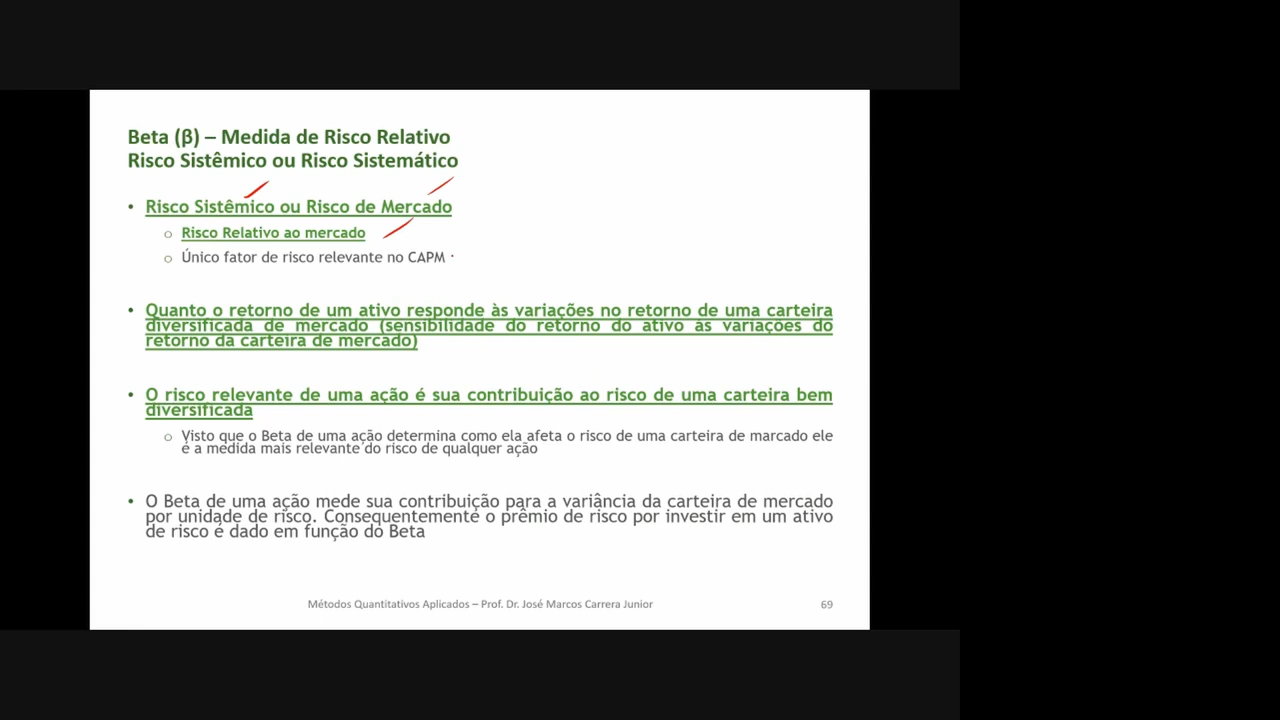 Beta (β) – Medida de Risco Relativo
Risco Sistêmico ou Risco Sistemático
• Risco Sistêmico ou Risco de Mercado
o Risco Relativo ao mercado
o Único fator de risco relevante no CAPM
• Quanto o retorno de um ativo responde às variações no retorno de uma carteira
diversificada de mercado (sensibilidade do retorno do ativo às variações do
retorno da carteira de mercado)
• O risco relevante de uma ação é sua contribuição ao risco de uma carteira bem
diversificada
o Visto que o Beta de uma ação determina como ela afeta o risco de uma carteira de marcado ele
é a medida mais relevante do risco de qualquer ação
• O Beta de uma ação mede sua contribuição para a variância da carteira de mercado
por unidade de risco. Consequentemente o prêmio de risco por investir em um ativo
de risco é dado em função do Beta
Métodos Quantitativos Aplicados – Prof. Dr. José Marcos Carrera Junior
69